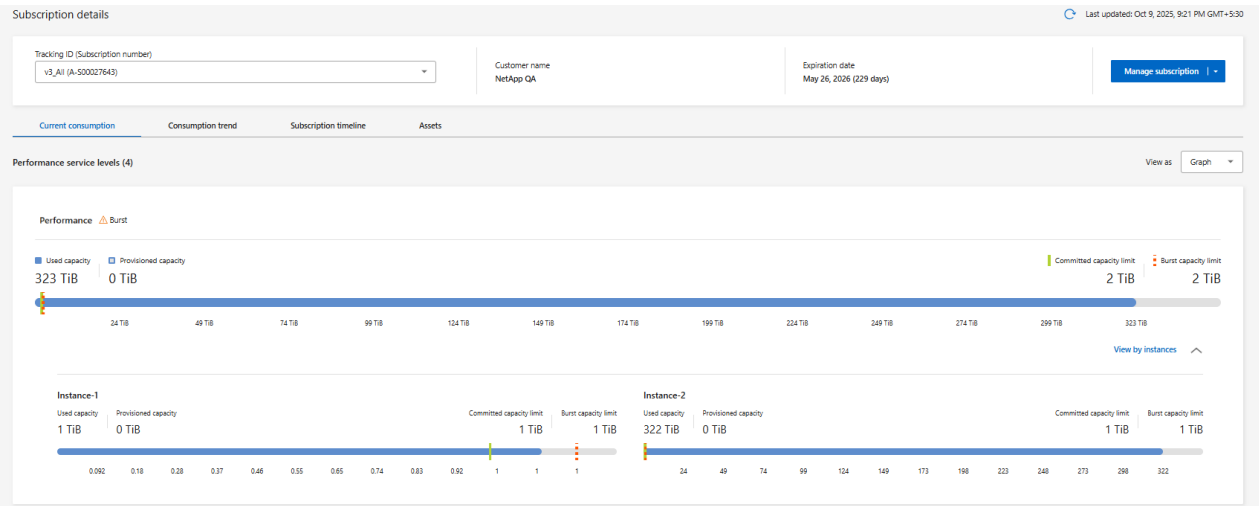 Subscription details
Last updated: Oct 9, 2025, 9:21 PM GMT+5:30
Tracking ID (Subscription number)
v3_All (A-S00027643)
Customer name
NetApp QA
Expiration date
May 26, 2026 (229 days)
Manage subscription
Current consumption
Consumption trend
Subscription timeline
Assets
Performance service levels (4)
View as
Graph
Performance
Burst
Used capacity
323 TiB
Provisioned capacity
0 TiB
Committed capacity limit
2 TiB
Burst capacity limit
2 TiB
24 TiB 49 TiB 74 TiB 99 TiB 124 TiB 149 TiB 174 TiB 199 TiB 224 TiB 249 TiB 274 TiB 299 TiB 323 TiB
View by instances
Instance-1
Used capacity
1 TiB
Provisioned capacity
0 TiB
Committed capacity limit
1 TiB
Burst capacity limit
1 TiB
0.092 0.18 0.28 0.37 0.46 0.55 0.65 0.74 0.83 0.92 1 1 1
Instance-2
Used capacity
322 TiB
Provisioned capacity
0 TiB
Committed capacity limit
1 TiB
Burst capacity limit
1 TiB
24 49 74 99 124 149 173 198 223 248 273 298 322